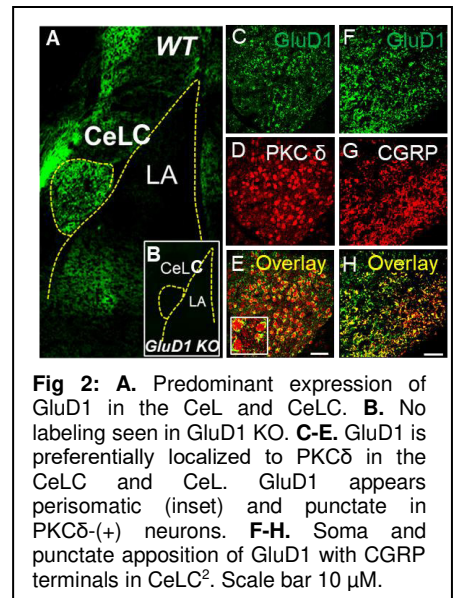 A
WT
CeLC
LA
B
CeLC
LA
GluD1 KO
C
GluD1
D
PKC δ
E
Overlay
F
GluD1
G
CGRP
H
Overlay
Fig 2: A. Predominant expression of
GluD1 in the CeL and CeLC. B. No
labeling seen in GluD1 KO. C-E. GluD1 is
preferentially localized to PKCδ in the
CeLC and CeL. GluD1 appears
perisomatic (inset) and punctate in
PKCδ-(+) neurons. F-H. Soma and
punctate apposition of GluD1 with CGRP
terminals in CeLC². Scale bar 10 µM.